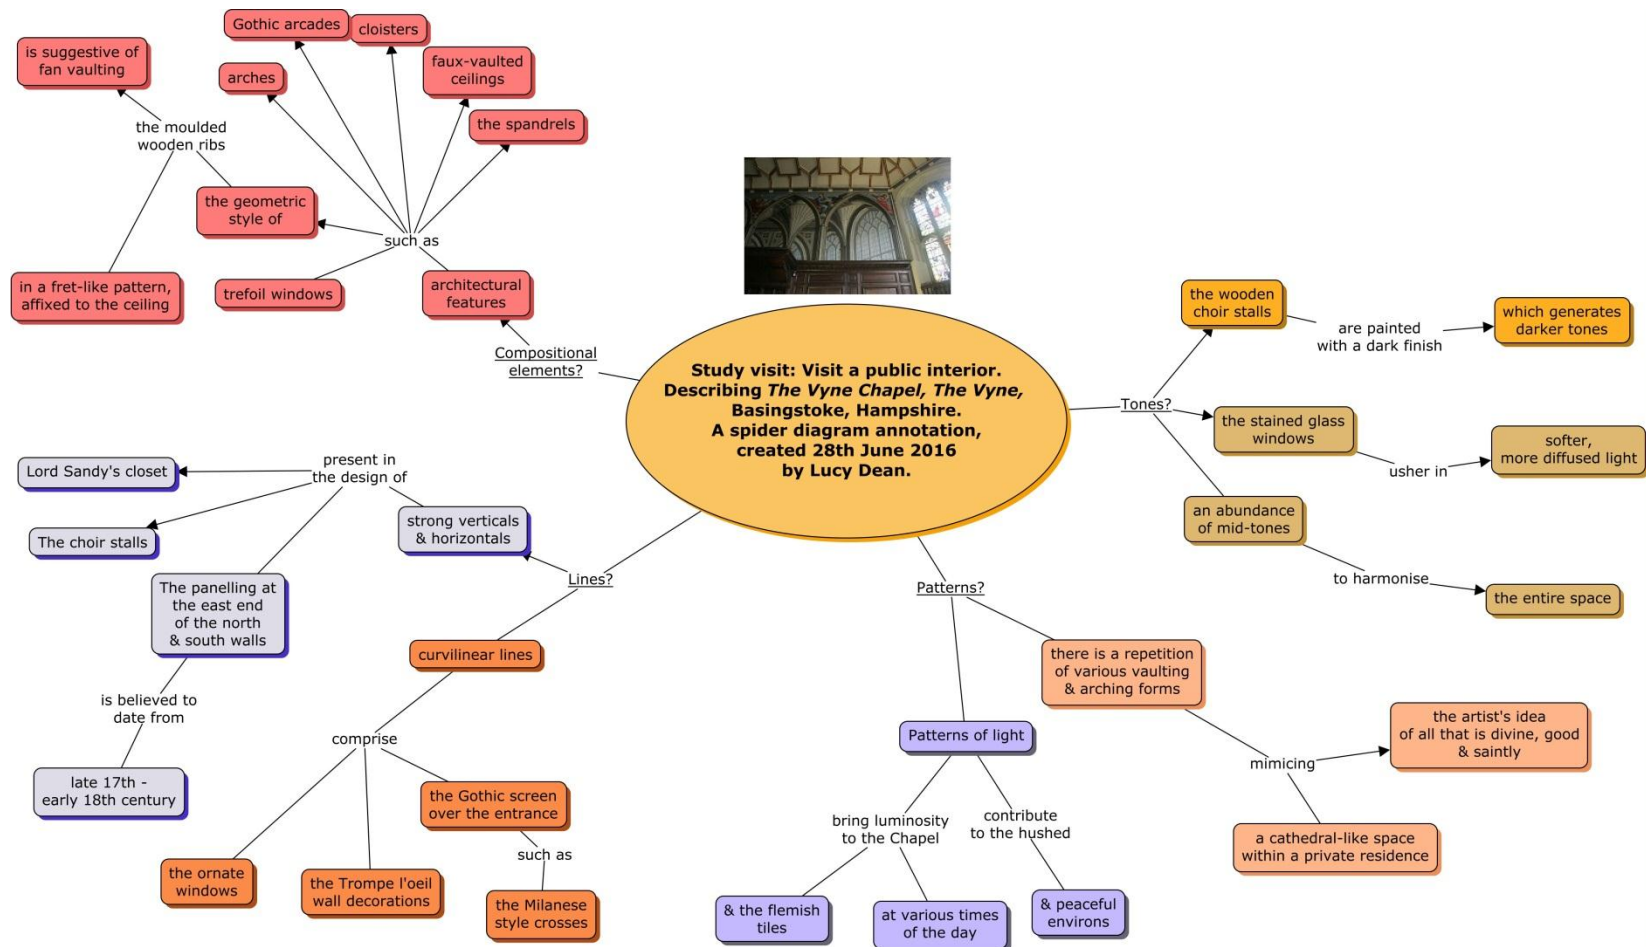 Study visit: Visit a public interior.
Describing The Vyne Chapel, The Vyne,
Basingstoke, Hampshire.
A spider diagram annotation,
created 28th June 2016
by Lucy Dean.
Compositional
elements?
architectural
features
such as
trefoil windows
the geometric
style of
the moulded
wooden ribs
is suggestive of
fan vaulting
in a fret-like pattern,
affixed to the ceiling
arches
Gothic arcades
cloisters
faux-vaulted
ceilings
the spandrels
Tones?
the wooden
choir stalls
are painted
with a dark finish
which generates
darker tones
the stained glass
windows
usher in
softer,
more diffused light
an abundance
of mid-tones
to harmonise
the entire space
Lines?
strong verticals
& horizontals
present in
the design of
Lord Sandy's closet
The choir stalls
The panelling at
the east end
of the north
& south walls
is believed to
date from
late 17th -
early 18th century
curvilinear lines
comprise
the ornate
windows
the Trompe l'oeil
wall decorations
the Gothic screen
over the entrance
such as
the Milanese
style crosses
Patterns?
Patterns of light
bring luminosity
to the Chapel
& the flemish
tiles
at various times
of the day
contribute
to the hushed
& peaceful
environs
there is a repetition
of various vaulting
& arching forms
mimicing
the artist's idea
of all that is divine, good
& saintly
a cathedral-like space
within a private residence